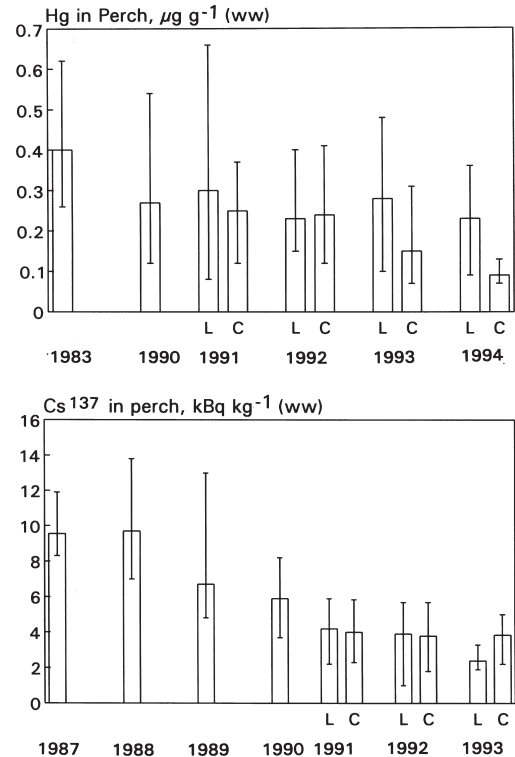 Hg in Perch, µg g-1 (ww)
0.7
0.6
0.5
0.4
0.3
0.2
0.1
0
L C L C L C L C
1983 1990 1991 1992 1993 1994
Cs137 in perch, kBq kg-1 (ww)
16
14
12
10
8
6
4
2
0
L C L C L C
1987 1988 1989 1990 1991 1992 1993